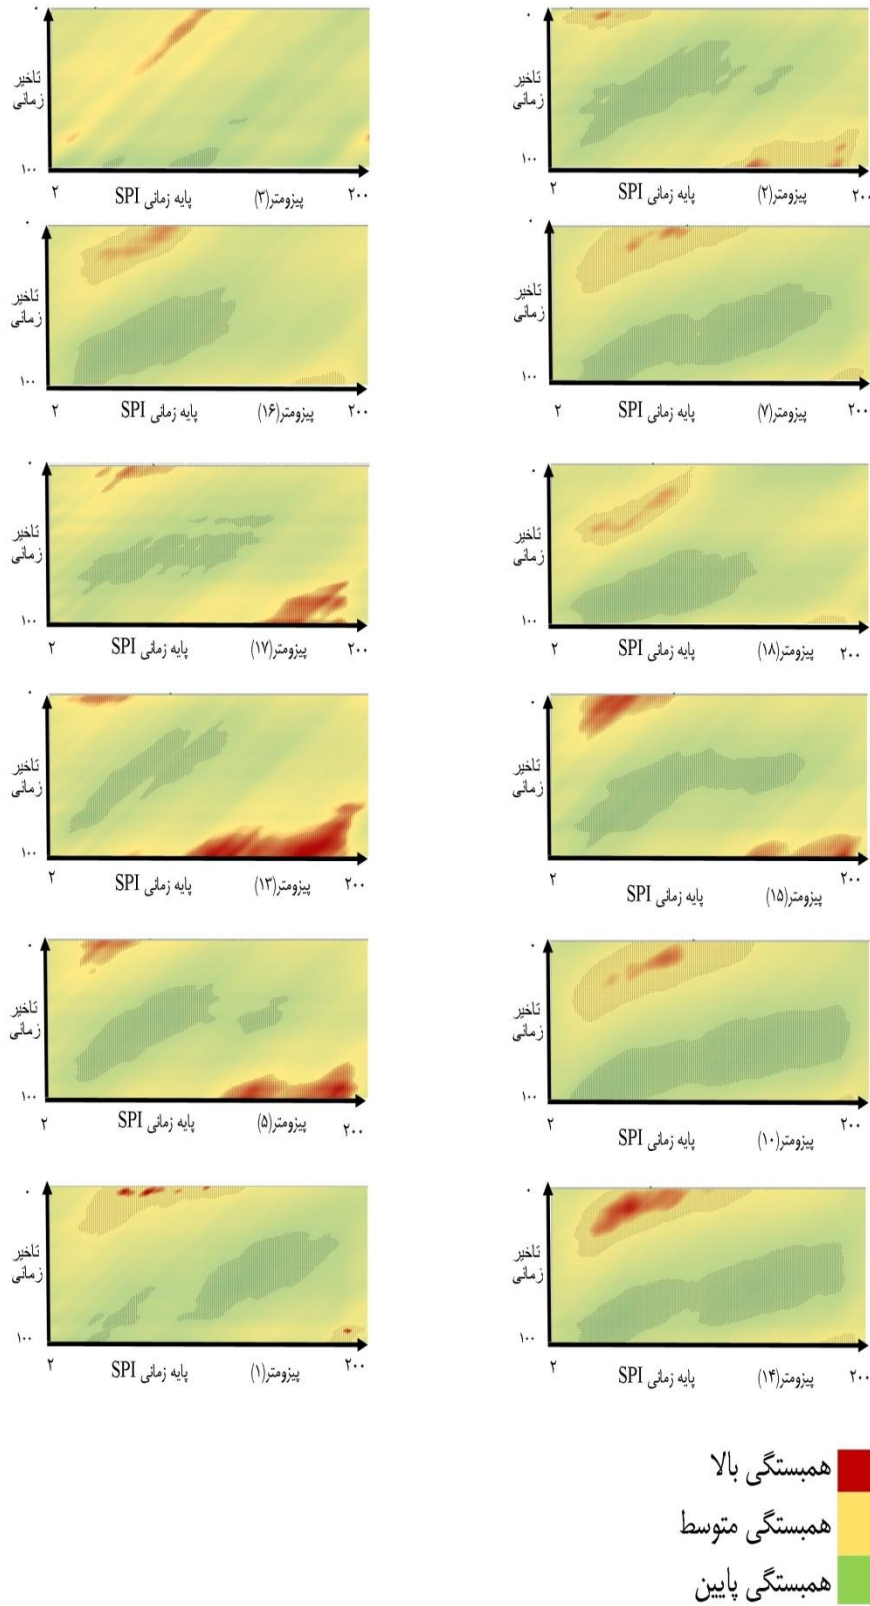 ۰
تاخیر
زمانی
۱۰۰
۲ پایه زمانی SPI پیزومتر(۲) ۲۰۰
۰
تاخیر
زمانی
۱۰۰
۲ پایه زمانی SPI پیزومتر(۳) ۲۰۰
۰
تاخیر
زمانی
۱۰۰
۲ پایه زمانی SPI پیزومتر(۷) ۲۰۰
۰
تاخیر
زمانی
۱۰۰
۲ پایه زمانی SPI پیزومتر(۱۶) ۲۰۰
۰
تاخیر
زمانی
۱۰۰
۲ پایه زمانی SPI پیزومتر(۱۸) ۲۰۰
۰
تاخیر
زمانی
۱۰۰
۲ پایه زمانی SPI پیزومتر(۱۷) ۲۰۰
۰
تاخیر
زمانی
۱۰۰
۲ پایه زمانی SPI پیزومتر(۱۵) ۲۰۰
۰
تاخیر
زمانی
۱۰۰
۲ پایه زمانی SPI پیزومتر(۱۳) ۲۰۰
۰
تاخیر
زمانی
۱۰۰
۲ پایه زمانی SPI پیزومتر(۱۰) ۲۰۰
۰
تاخیر
زمانی
۱۰۰
۲ پایه زمانی SPI پیزومتر(۵) ۲۰۰
۰
تاخیر
زمانی
۱۰۰
۲ پایه زمانی SPI پیزومتر(۱۴) ۲۰۰
۰
تاخیر
زمانی
۱۰۰
۲ پایه زمانی SPI پیزومتر(۱) ۲۰۰
همبستگی بالا
همبستگی متوسط
همبستگی پایین